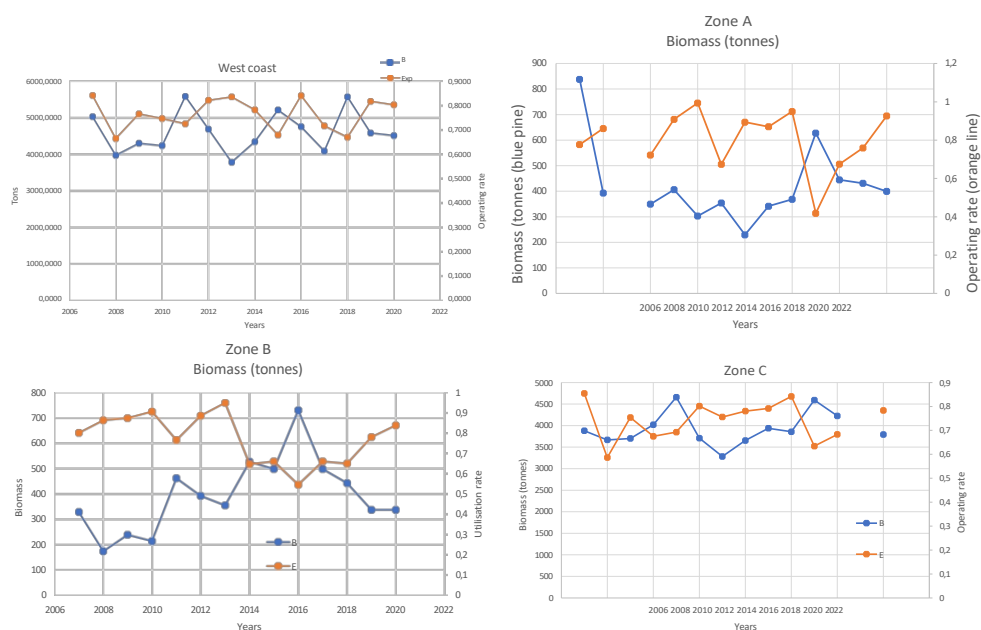 West coast
B
Exp
6000,0000
5000,0000
4000,0000
3000,0000
2000,0000
1000,0000
0,0000
Tons
0,9000
0,8000
0,7000
0,6000
0,5000
0,4000
0,3000
0,2000
0,1000
0,0000
Operating rate
2006 2008 2010 2012 2014 2016 2018 2020 2022
Years
Zone A
Biomass (tonnes)
900
800
700
600
500
400
300
200
100
0
Biomass (tonnes (blue pine)
1,2
1
0,8
0,6
0,4
0,2
0
Operating rate (orange line)
2006 2008 2010 2012 2014 2016 2018 2020 2022
Years
Zone B
Biomass (tonnes)
800
700
600
500
400
300
200
100
0
Biomass
1
0,9
0,8
0,7
0,6
0,5
0,4
0,3
0,2
0,1
0
Utilisation rate
B
E
2006 2008 2010 2012 2014 2016 2018 2020 2022
Years
Zone C
5000
4500
4000
3500
3000
2500
2000
1500
1000
500
0
Biomass (tonnes)
0,9
0,8
0,7
0,6
0,5
0,4
0,3
0,2
0,1
0
Operating rate
B
E
2006 2008 2010 2012 2014 2016 2018 2020 2022
Years